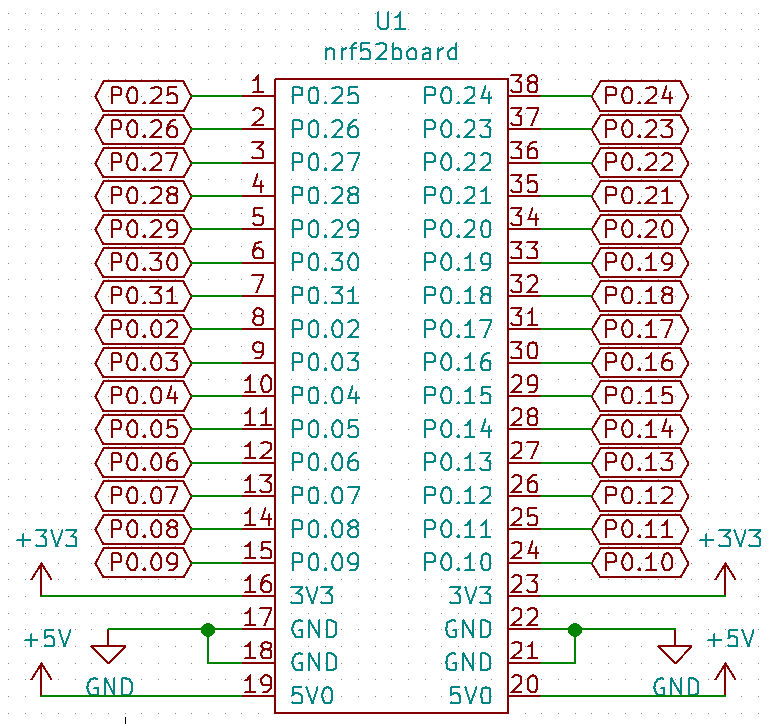 U1
nrf52board
P0.25 1 P0.25 P0.24 38 P0.24
P0.26 2 P0.26 P0.23 37 P0.23
P0.27 3 P0.27 P0.22 36 P0.22
P0.28 4 P0.28 P0.21 35 P0.21
P0.29 5 P0.29 P0.20 34 P0.20
P0.30 6 P0.30 P0.19 33 P0.19
P0.31 7 P0.31 P0.18 32 P0.18
P0.02 8 P0.02 P0.17 31 P0.17
P0.03 9 P0.03 P0.16 30 P0.16
P0.04 10 P0.04 P0.15 29 P0.15
P0.05 11 P0.05 P0.14 28 P0.14
P0.06 12 P0.06 P0.13 27 P0.13
P0.07 13 P0.07 P0.12 26 P0.12
P0.08 14 P0.08 P0.11 25 P0.11
+3V3 +3V3
P0.09 15 P0.09 P0.10 24 P0.10
16 3V3 3V3 23
17 GND GND 22
+5V +5V
18 GND GND 21
GND 19 5V0 5V0 20 GND